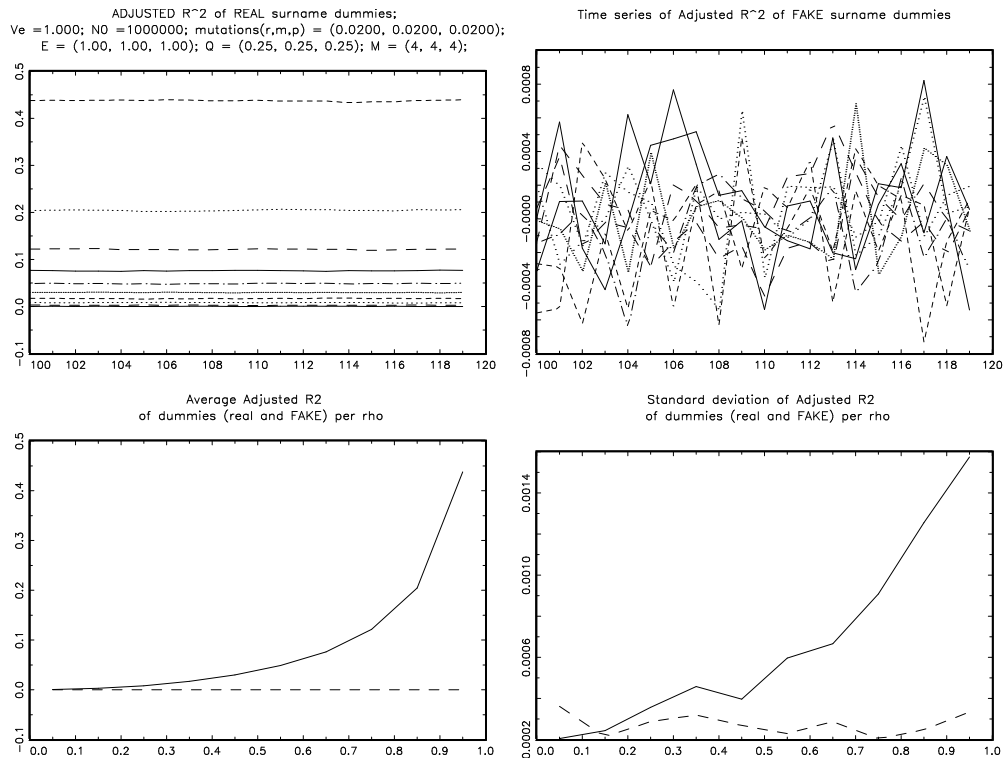 ADJUSTED R^2 of REAL surname dummies;
Ve =1.000; N0 =1000000; mutations(r,m,p) = (0.0200, 0.0200, 0.0200);
E = (1.00, 1.00, 1.00); Q = (0.25, 0.25, 0.25); M = (4, 4, 4);
0.5
0.4
0.3
0.2
0.1
0.0
-0.1
100 102 104 106 108 110 112 114 116 118 120
Time series of Adjusted R^2 of FAKE surname dummies
0.0008
0.0004
-0.0000
-0.0004
-0.0008
100 102 104 106 108 110 112 114 116 118 120
Average Adjusted R2
of dummies (real and FAKE) per rho
0.5
0.4
0.3
0.2
0.1
0.0
-0.1
0.0 0.1 0.2 0.3 0.4 0.5 0.6 0.7 0.8 0.9 1.0
Standard deviation of Adjusted R2
of dummies (real and FAKE) per rho
0.0014
0.0010
0.0006
0.0002
0.0 0.1 0.2 0.3 0.4 0.5 0.6 0.7 0.8 0.9 1.0